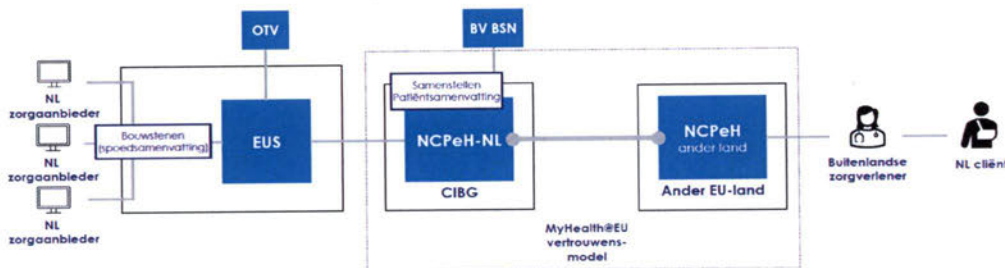 OTV
BV BSN
NL
zorgaanbieder
NL
zorgaanbieder
NL
zorgaanbieder
Bouwstenen
(spoedsamenvatting)
EUS
Samenstellen
Patiëntsamenvatting
NCPeH-NL
CIBG
NCPeH
ander land
Ander EU-land
MyHealth@EU
vertrouwens-
model
Buitenlandse
zorgverlener
NL cliënt